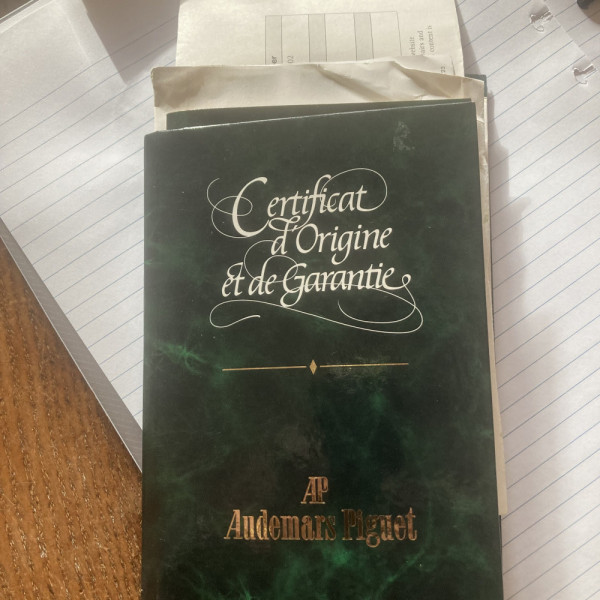 Certificat
d'Origine
et de Garantie
AP
Audemars Piguet